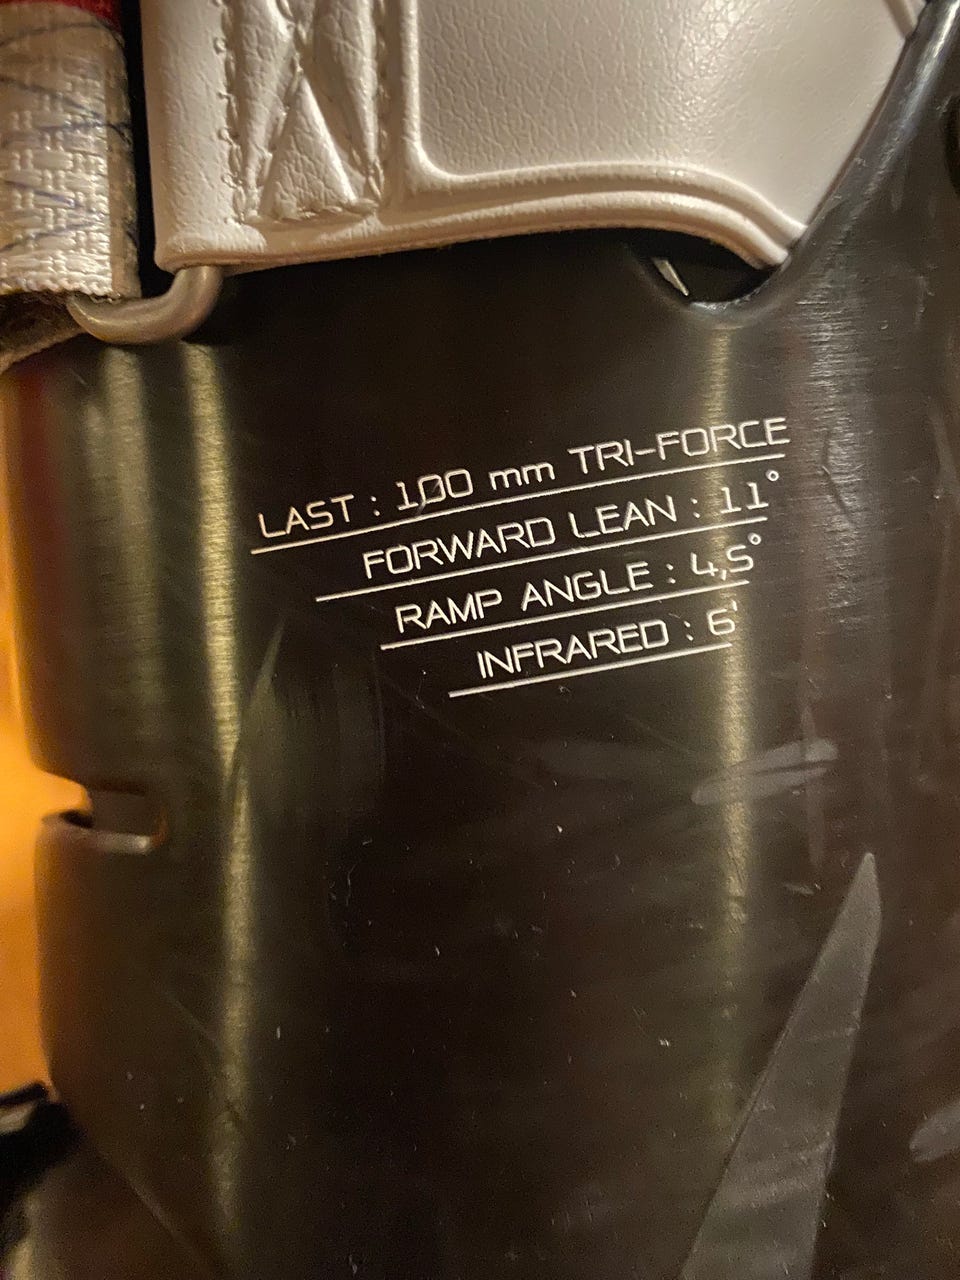 LAST : 100 mm TRI-FORCE
FORWARD LEAN : 11°
RAMP ANGLE : 4,5°
INFRARED : 6'